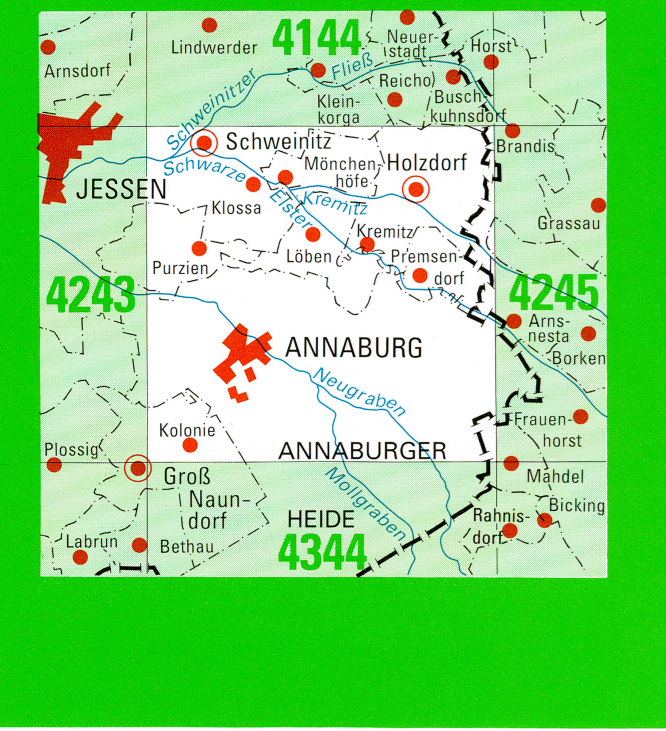 Lindwerder
4144
Neuer-
stadt
Horst
Arnsdorf
Fließ
Reicho
Schweinitzer
Klein-
korga
Busch-
kuhnsdorf
Brandis
Schweinitz
Mönchen-
höfe
Holzdorf
Schwarze
JESSEN
Klossa
Elster
Kremitz
Grassau
Kremitz
Purzien
Löben
Premsen-
dorf
4243
4245
Arns-
nesta
ANNABURG
Borken
Neugraben
Frauen-
horst
Kolonie
Plossig
ANNABURGER
Groß
Naun-
dorf
Mollgraben
Mahdel
Bicking
HEIDE
Rahnis-
dorf
Labrun
Bethau
4344